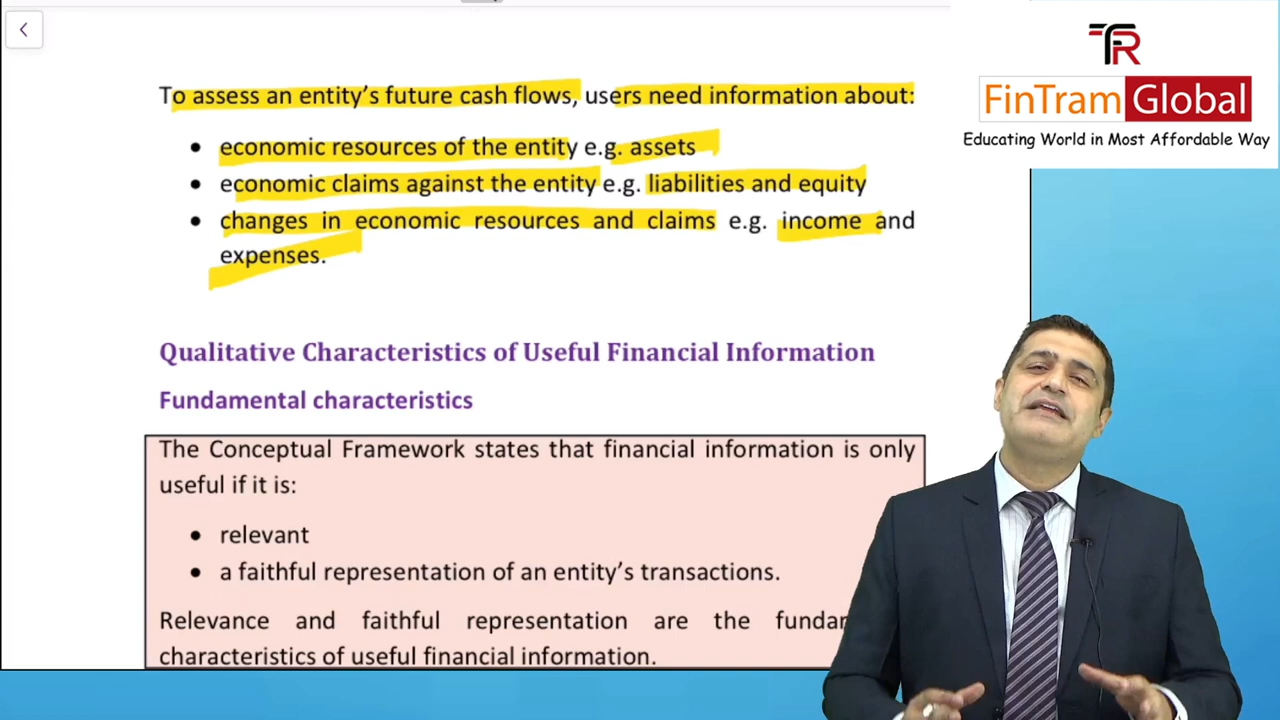 To assess an entity's future cash flows, users need information about:
• economic resources of the entity e.g. assets
• economic claims against the entity e.g. liabilities and equity
• changes in economic resources and claims e.g. income and
expenses.
Qualitative Characteristics of Useful Financial Information
Fundamental characteristics
The Conceptual Framework states that financial information is only
useful if it is:
• relevant
• a faithful representation of an entity's transactions.
Relevance and faithful representation are the
characteristics of useful financial information.
TR
FinTram Global
Educating World in Most Affordable Way